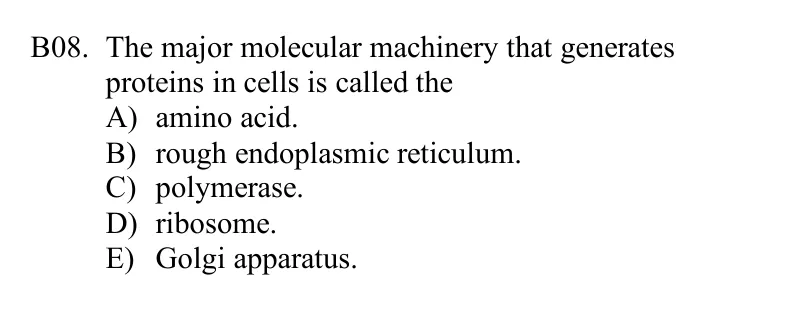 B08. The major molecular machinery that generates
proteins in cells is called the
A) amino acid.
B) rough endoplasmic reticulum.
C) polymerase.
D) ribosome.
E) Golgi apparatus.